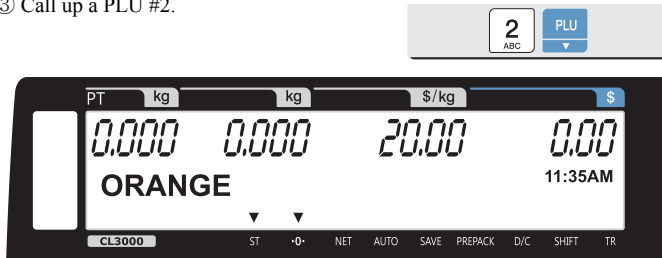 ③ Call up a PLU #2.
2 PLU
ABC ▼
PT kg kg $/kg $
0.000 0.000 20.00 0.00
ORANGE 11:35AM
▼ ▼
CL3000 ST ·0· NET AUTO SAVE PREPACK D/C SHIFT TR